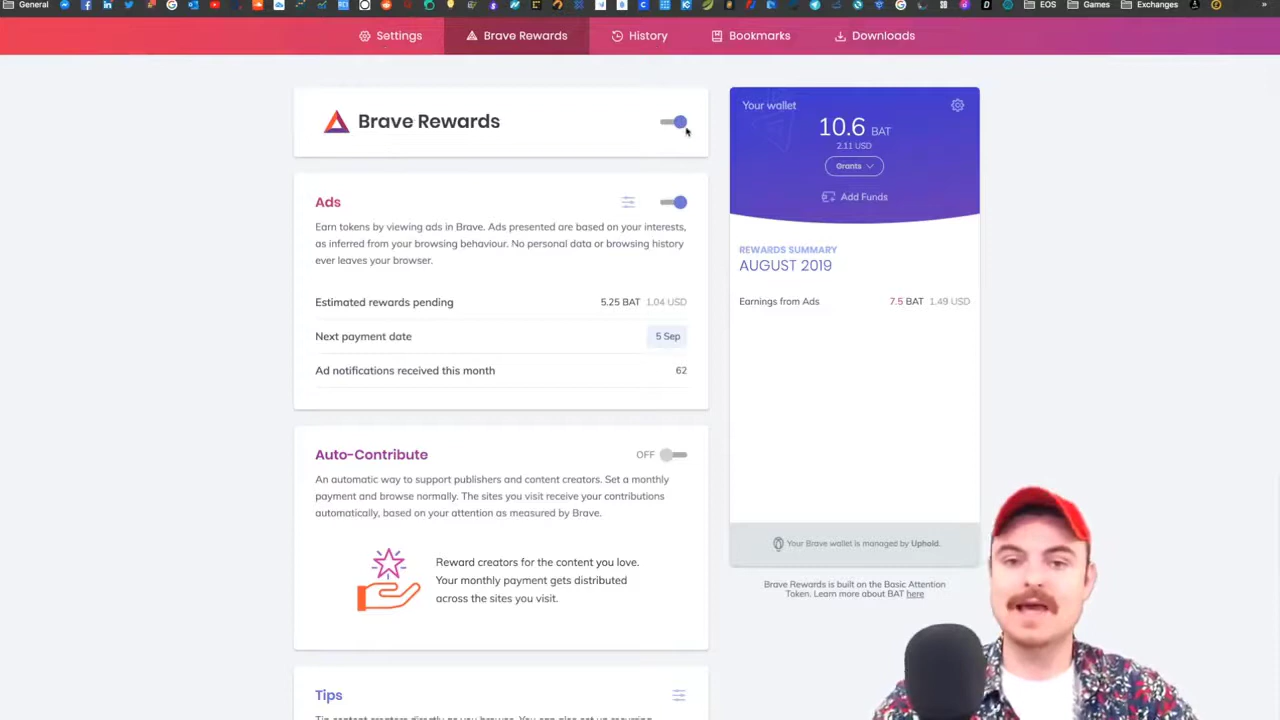 General
EOS
Games
Exchanges
Settings
Brave Rewards
History
Bookmarks
Downloads
Brave Rewards
Ads
Earn tokens by viewing ads in Brave. Ads presented are based on your interests,
as inferred from your browsing behaviour. No personal data or browsing history
ever leaves your browser.
Estimated rewards pending 5.25 BAT 1.04 USD
Next payment date 5 Sep
Ad notifications received this month 62
Auto-Contribute OFF
An automatic way to support publishers and content creators. Set a monthly
payment and browse normally. The sites you visit receive your contributions
automatically, based on your attention as measured by Brave.
Reward creators for the content you love.
Your monthly payment gets distributed
across the sites you visit.
Tips
Your wallet
10.6 BAT
2.11 USD
Grants
Add Funds
REWARDS SUMMARY
AUGUST 2019
Earnings from Ads 7.5 BAT 1.49 USD
Your Brave wallet is managed by Uphold.
Brave Rewards is built on the Basic Attention
Token. Learn more about BAT here